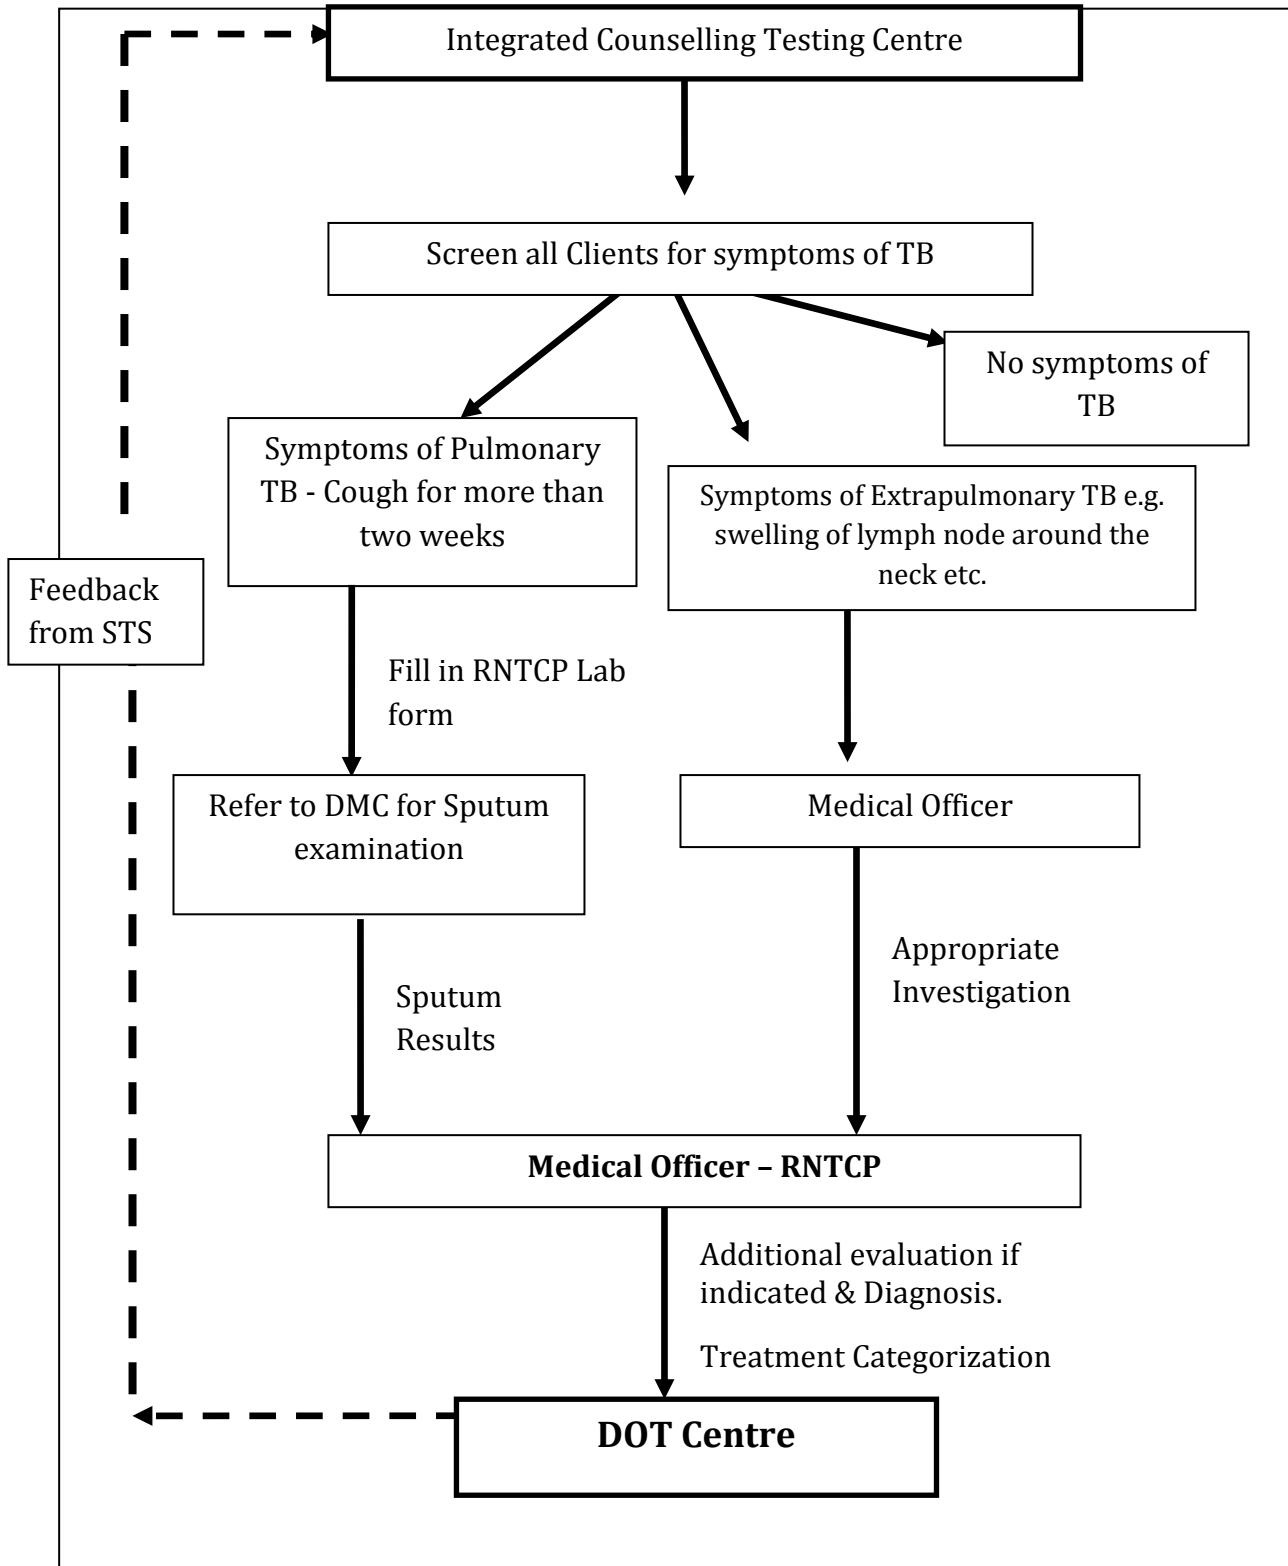 Integrated Counselling Testing Centre
Screen all Clients for symptoms of TB
No symptoms of
TB
Symptoms of Pulmonary
TB - Cough for more than
two weeks
Symptoms of Extrapulmonary TB e.g.
swelling of lymph node around the
neck etc.
Feedback
from STS
Fill in RNTCP Lab
form
Refer to DMC for Sputum
examination
Medical Officer
Appropriate
Investigation
Sputum
Results
Medical Officer – RNTCP
Additional evaluation if
indicated & Diagnosis.
Treatment Categorization
DOT Centre